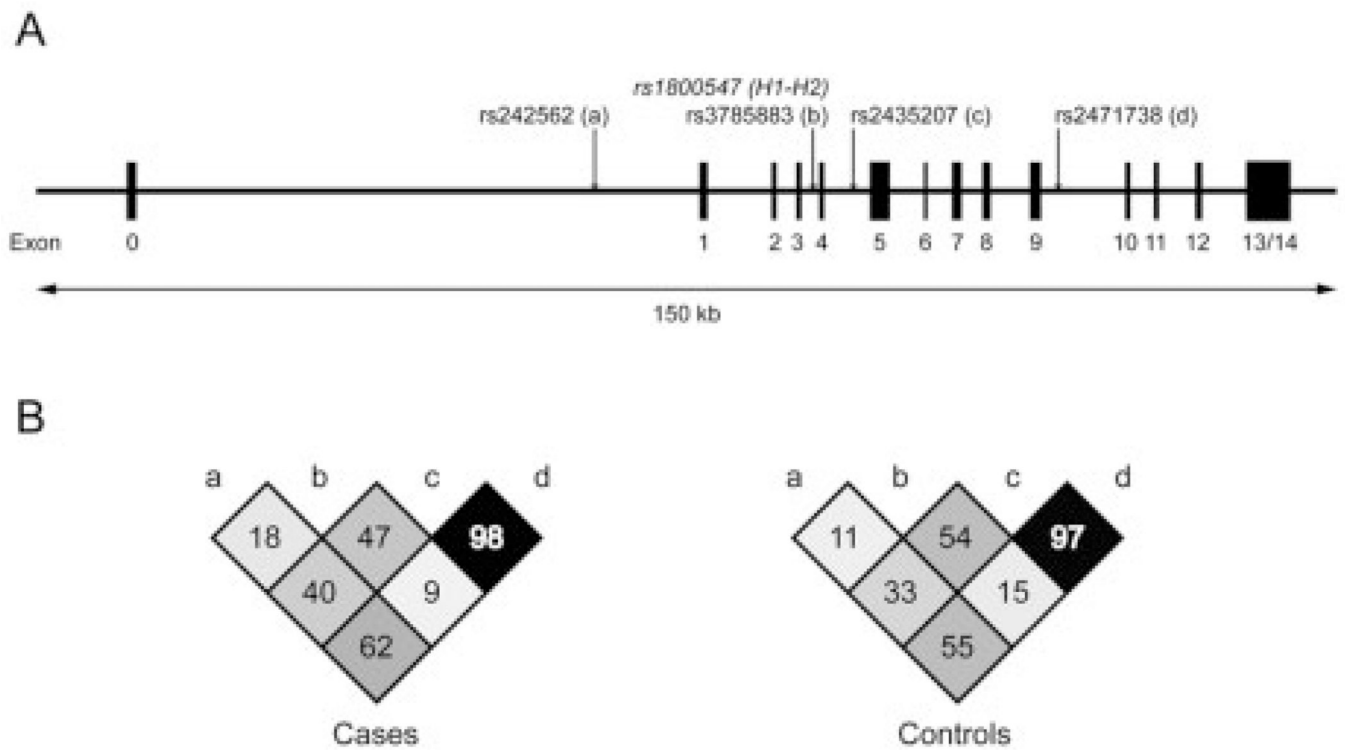 A
rs1800547 (H1-H2)
rs242562 (a) rs3785883 (b) rs2435207 (c) rs2471738 (d)
Exon 0 1 2 3 4 5 6 7 8 9 10 11 12 13/14
150 kb
B
a b c d a b c d
18 47 98 11 54 97
40 9 33 15
62 55
Cases Controls